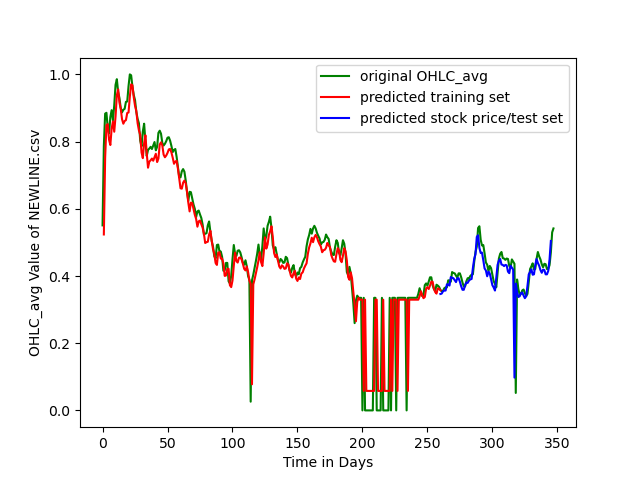 original OHLC_avg
predicted training set
predicted stock price/test set
OHLC_avg Value of NEWLINE.csv
1.0
0.8
0.6
0.4
0.2
0.0
0 50 100 150 200 250 300 350
Time in Days